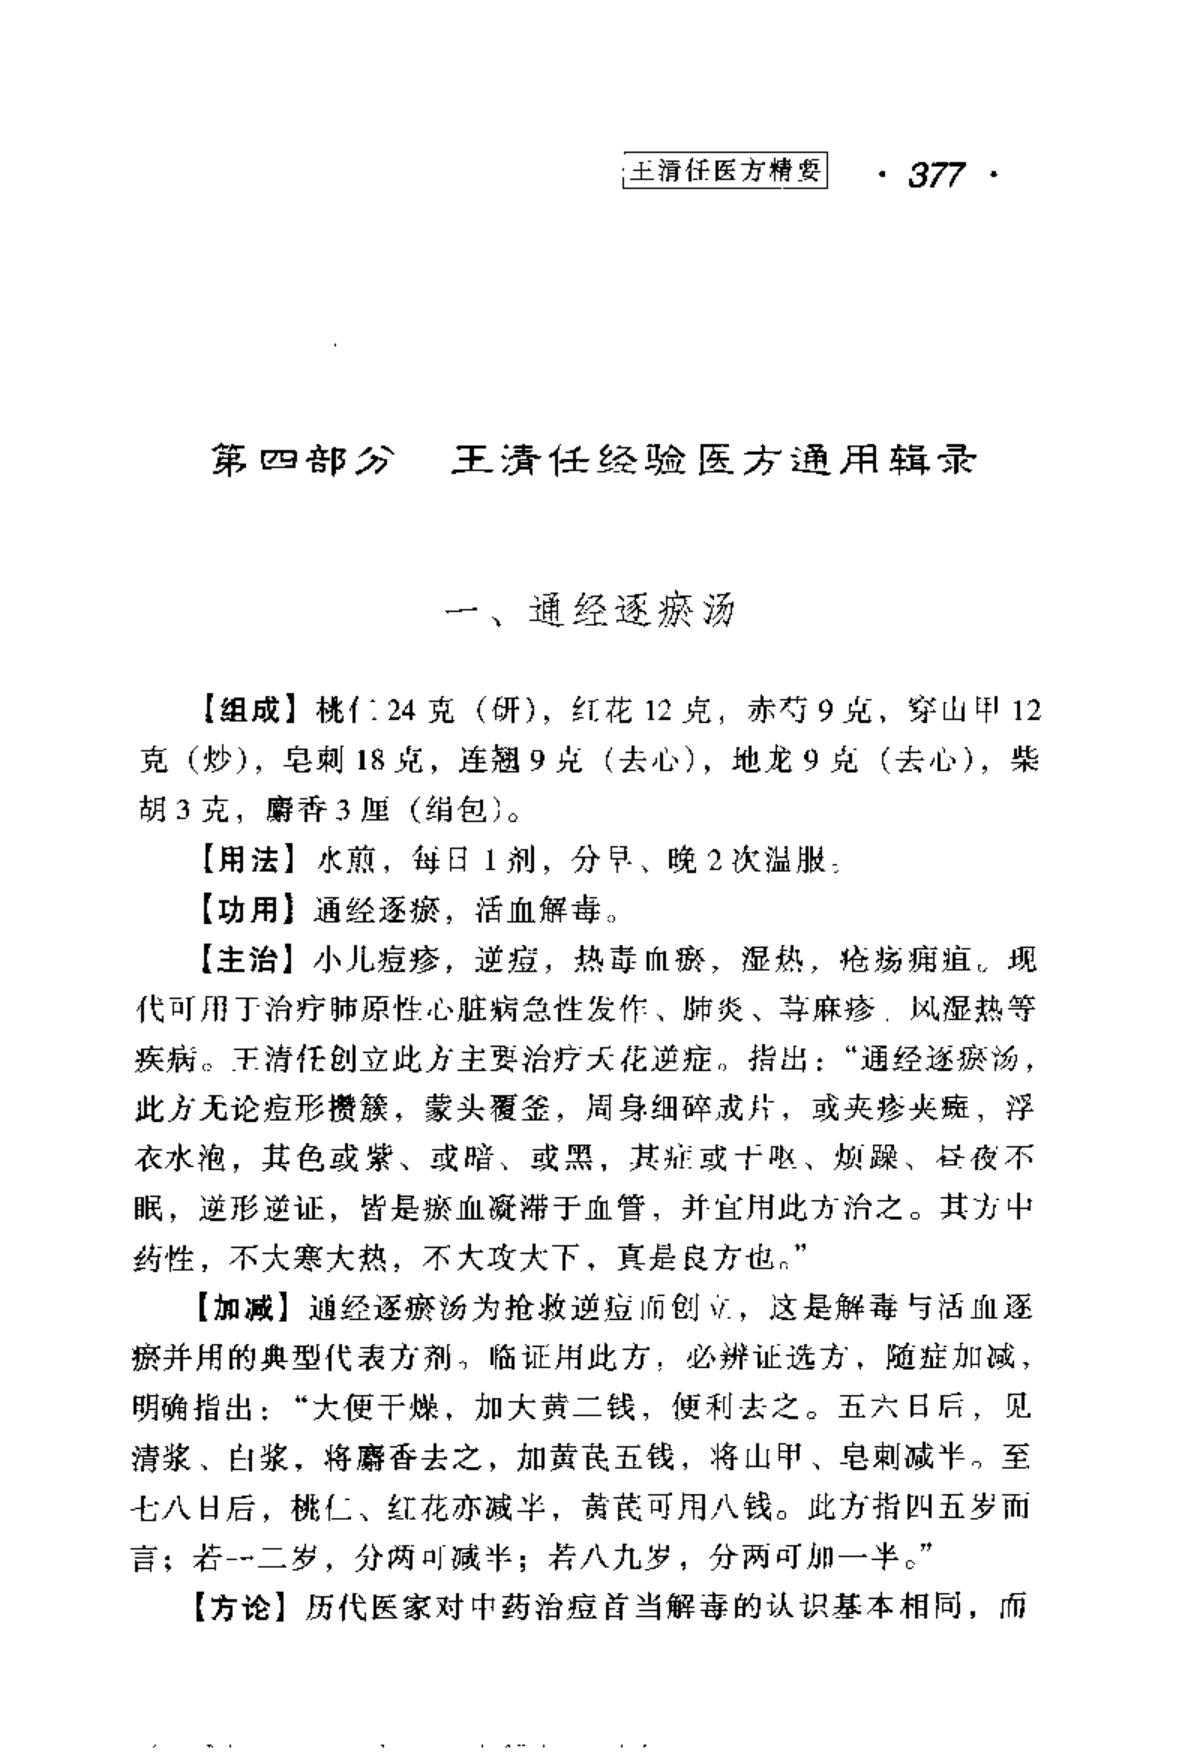 王清任医方精要 · 377 ·
第四部分 王清任经验医方通用辑录
一、通经逐瘀汤
【组成】桃仁 24 克（研），红花 12 克，赤芍 9 克，穿山甲 12
克（炒），皂刺 18 克，连翘 9 克（去心），地龙 9 克（去心），柴
胡 3 克，麝香 3 厘（绢包）。
【用法】水煎，每日 1 剂，分早、晚 2 次温服。
【功用】通经逐瘀，活血解毒。
【主治】小儿痘疹，逆痘，热毒血瘀，湿热，疮疡痈疽。现
代可用于治疗肺原性心脏病急性发作、肺炎、荨麻疹、风湿热等
疾病。王清任创立此方主要治疗天花逆症。指出：“通经逐瘀汤，
此方无论痘形攒簇，蒙头覆釜，周身细碎成片，或夹疹夹癍，浮
衣水泡，其色或紫、或暗、或黑，其症或干呕、烦躁、昼夜不
眠，逆形逆证，皆是瘀血凝滞于血管，并宜用此方治之。其方中
药性，不大寒大热，不大攻大下，真是良方也。”
【加减】通经逐瘀汤为抢救逆痘而创立，这是解毒与活血逐
瘀并用的典型代表方剂。临证用此方，必辨证选方，随症加减，
明确指出：“大便干燥，加大黄二钱，便利去之。五六日后，见
清浆、白浆，将麝香去之，加黄芪五钱，将山甲、皂刺减半。至
七八日后，桃仁、红花亦减半，黄芪可用八钱。此方指四五岁而
言；若一二岁，分两可减半；若八九岁，分两可加一半。”
【方论】历代医家对中药治痘首当解毒的认识基本相同，而